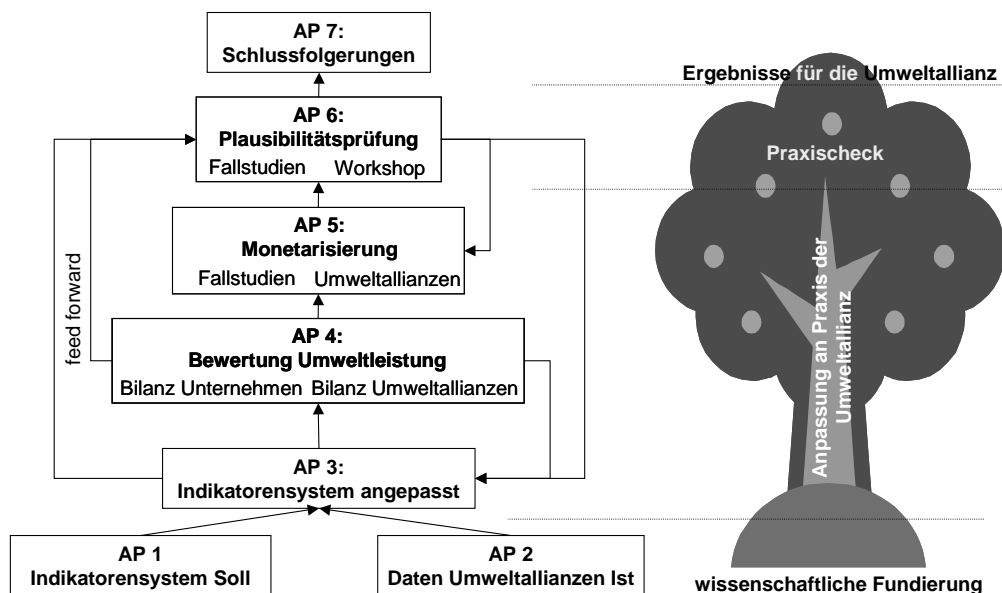 AP 7:
Schlussfolgerungen
AP 6:
Plausibilitätsprüfung
Fallstudien Workshop
AP 5:
Monetarisierung
Fallstudien Umweltallianzen
AP 4:
Bewertung Umweltleistung
Bilanz Unternehmen Bilanz Umweltallianzen
AP 3:
Indikatorensystem angepasst
AP 1
Indikatorensystem Soll
AP 2
Daten Umweltallianzen Ist
feed forward
Ergebnisse für die Umweltallianz
Praxischeck
Anpassung an Praxis der
Umweltallianz
wissenschaftliche Fundierung